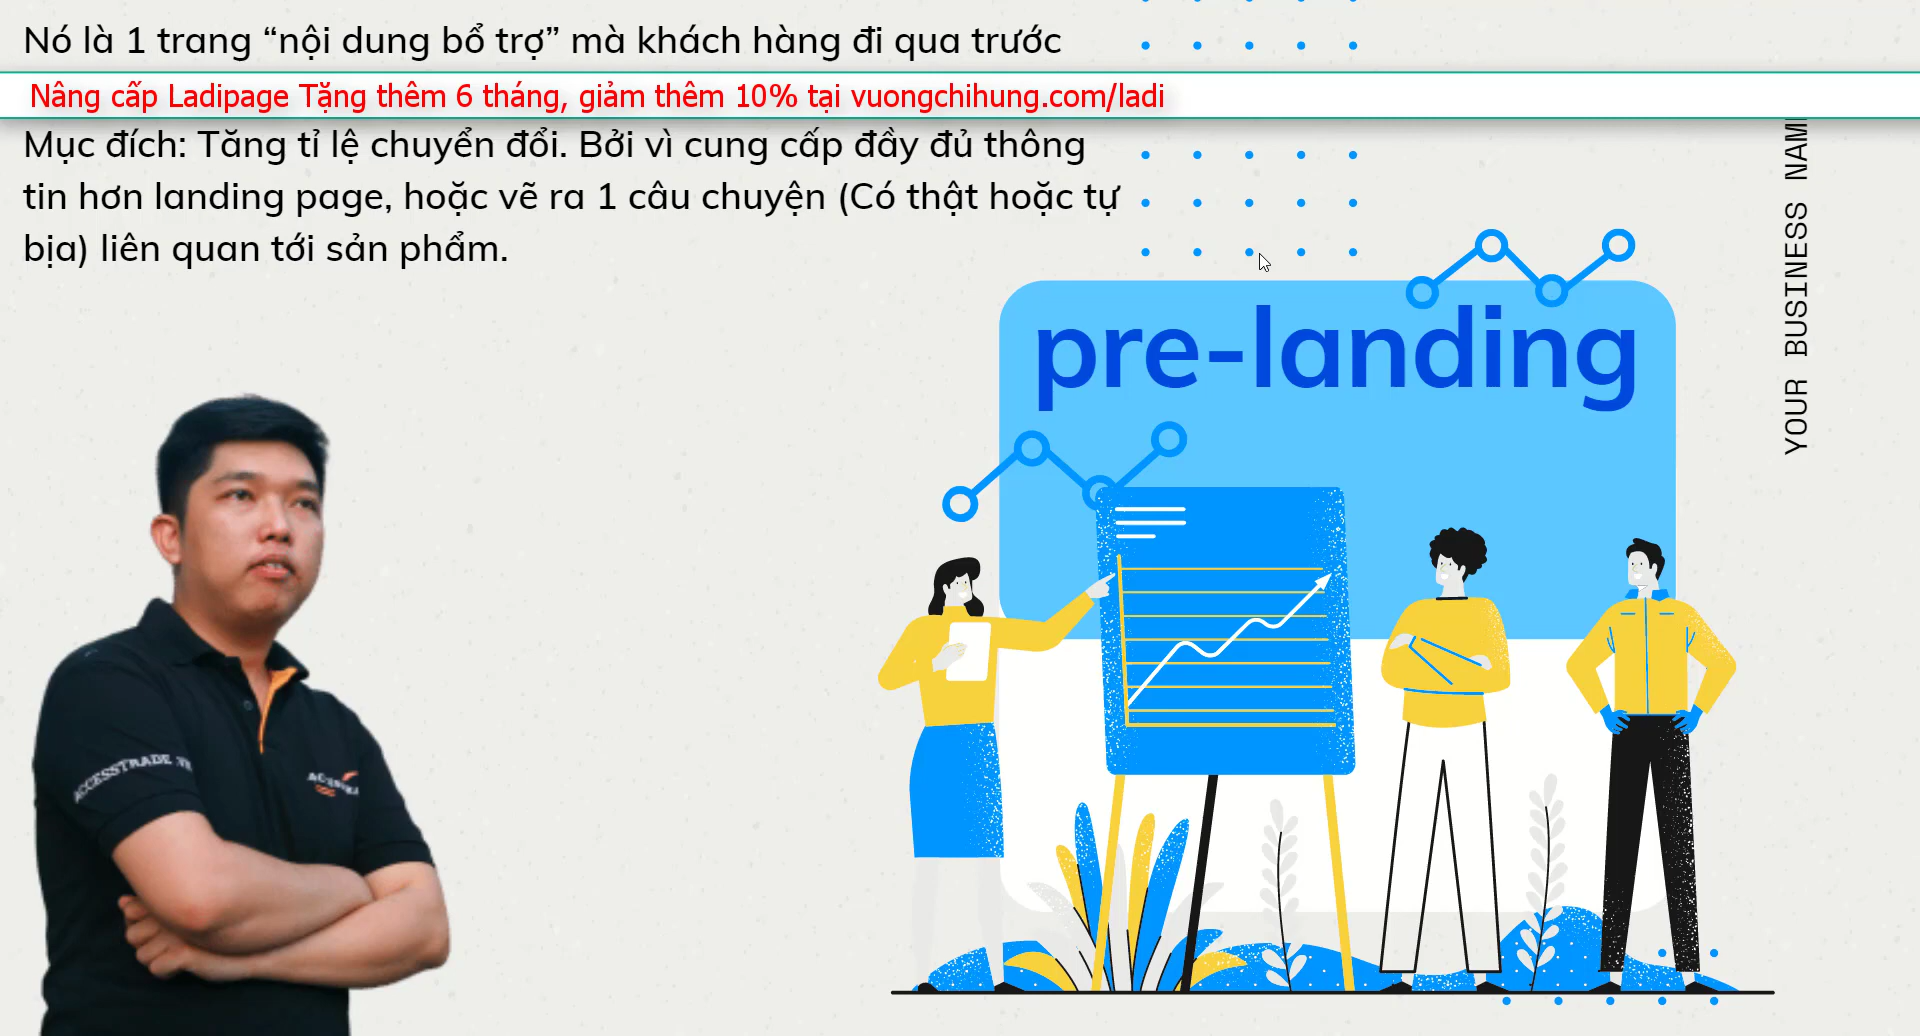 Nó là 1 trang “nội dung bổ trợ” mà khách hàng đi qua trước
Nâng cấp Ladipage Tặng thêm 6 tháng, giảm thêm 10% tại vuongchihung.com/ladi
Mục đích: Tăng tỉ lệ chuyển đổi. Bởi vì cung cấp đầy đủ thông
tin hơn landing page, hoặc vẽ ra 1 câu chuyện (Có thật hoặc tự
bịa) liên quan tới sản phẩm.
YOUR BUSINESS NAM
pre-landing
ACCESSTRADE